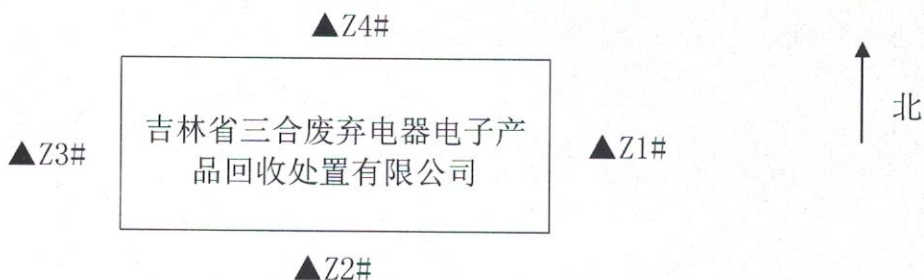 ▲Z4#
吉林省三合废弃电器电子产
品回收处置有限公司
▲Z3#
▲Z1#
北
▲Z2#